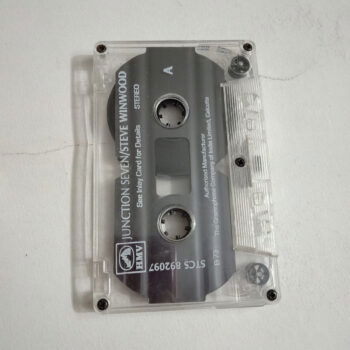 JUNCTION SEVEN/STEVE WINWOOD
See Inlay Card for Details
STEREO
A
HMV
STCS 892097
Authorised Manufacturer
The Gramophone Company of India Limited, Calcutta